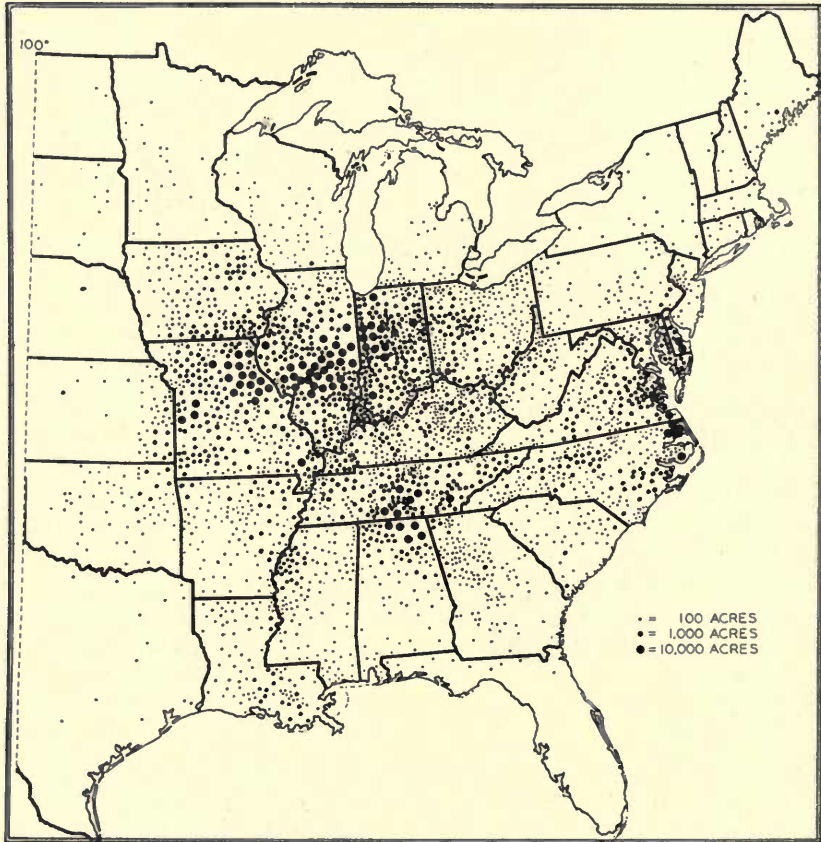 100°
• = 100 ACRES
• = 1,000 ACRES
● = 10,000 ACRES